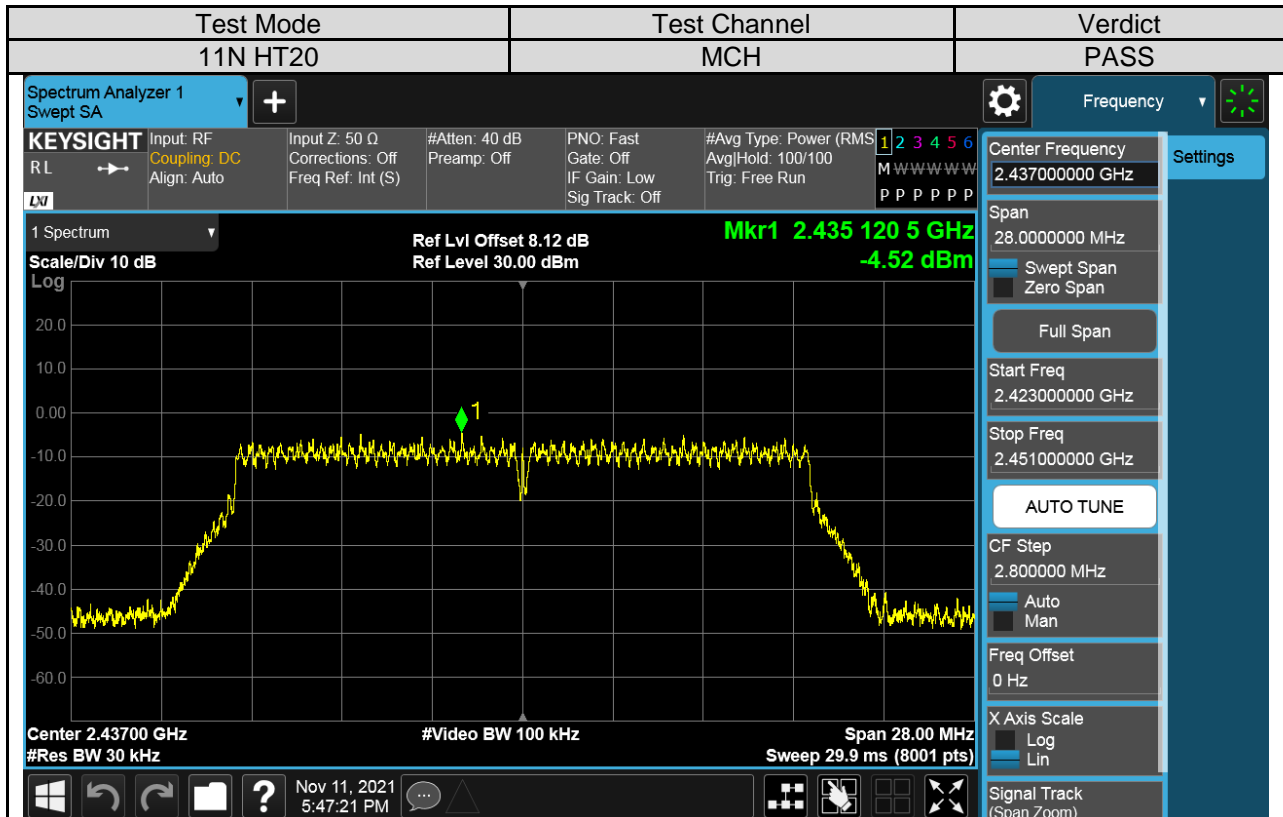 Test Mode Test Channel Verdict
11N HT20 MCH PASS
Spectrum Analyzer 1
Swept SA
+
Frequency
KEYSIGHT
RL
LXI
Input: RF
Coupling: DC
Align: Auto
Input Z: 50 Ω
Corrections: Off
Freq Ref: Int (S)
#Atten: 40 dB
Preamp: Off
PNO: Fast
Gate: Off
IF Gain: Low
Sig Track: Off
#Avg Type: Power (RMS
Avg|Hold: 100/100
Trig: Free Run
1 2 3 4 5 6
M W W W W W
P P P P P P
1 Spectrum
Scale/Div 10 dB
Ref Lvl Offset 8.12 dB
Ref Level 30.00 dBm
Mkr1 2.435 120 5 GHz
-4.52 dBm
Log
20.0
10.0
0.00
-10.0
-20.0
-30.0
-40.0
-50.0
-60.0
1
Center 2.43700 GHz
#Res BW 30 kHz
#Video BW 100 kHz
Span 28.00 MHz
Sweep 29.9 ms (8001 pts)
Center Frequency
2.437000000 GHz
Settings
Span
28.0000000 MHz
Swept Span
Zero Span
Full Span
Start Freq
2.423000000 GHz
Stop Freq
2.451000000 GHz
AUTO TUNE
CF Step
2.800000 MHz
Auto
Man
Freq Offset
0 Hz
X Axis Scale
Log
Lin
Signal Track
(Span Zoom)
?
Nov 11, 2021
5:47:21 PM